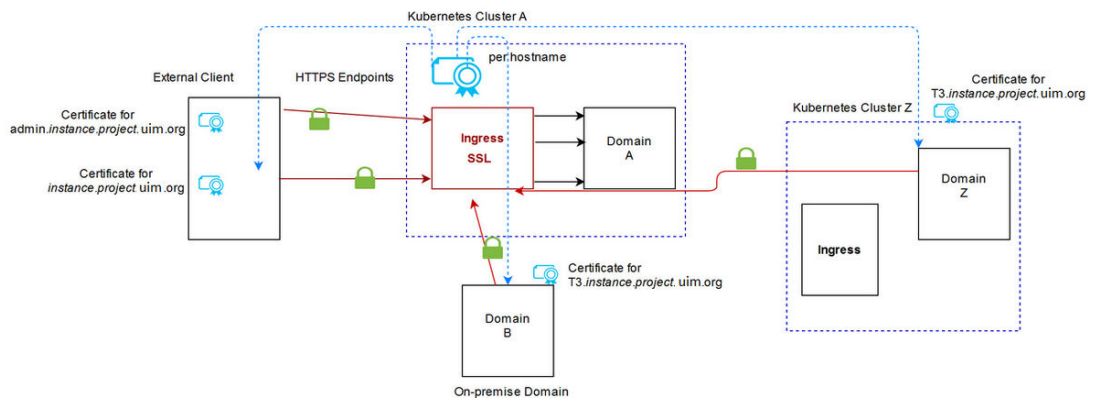 Kubernetes Cluster A
External Client
HTTPS Endpoints
per hostname
Certificate for
admin.instance.project.uim.org
Certificate for
instance.project.uim.org
Ingress
SSL
Domain
A
Certificate for
T3.instance.project.uim.org
Kubernetes Cluster Z
Domain
Z
Ingress
Certificate for
T3.instance.project.uim.org
Domain
B
On-premise Domain